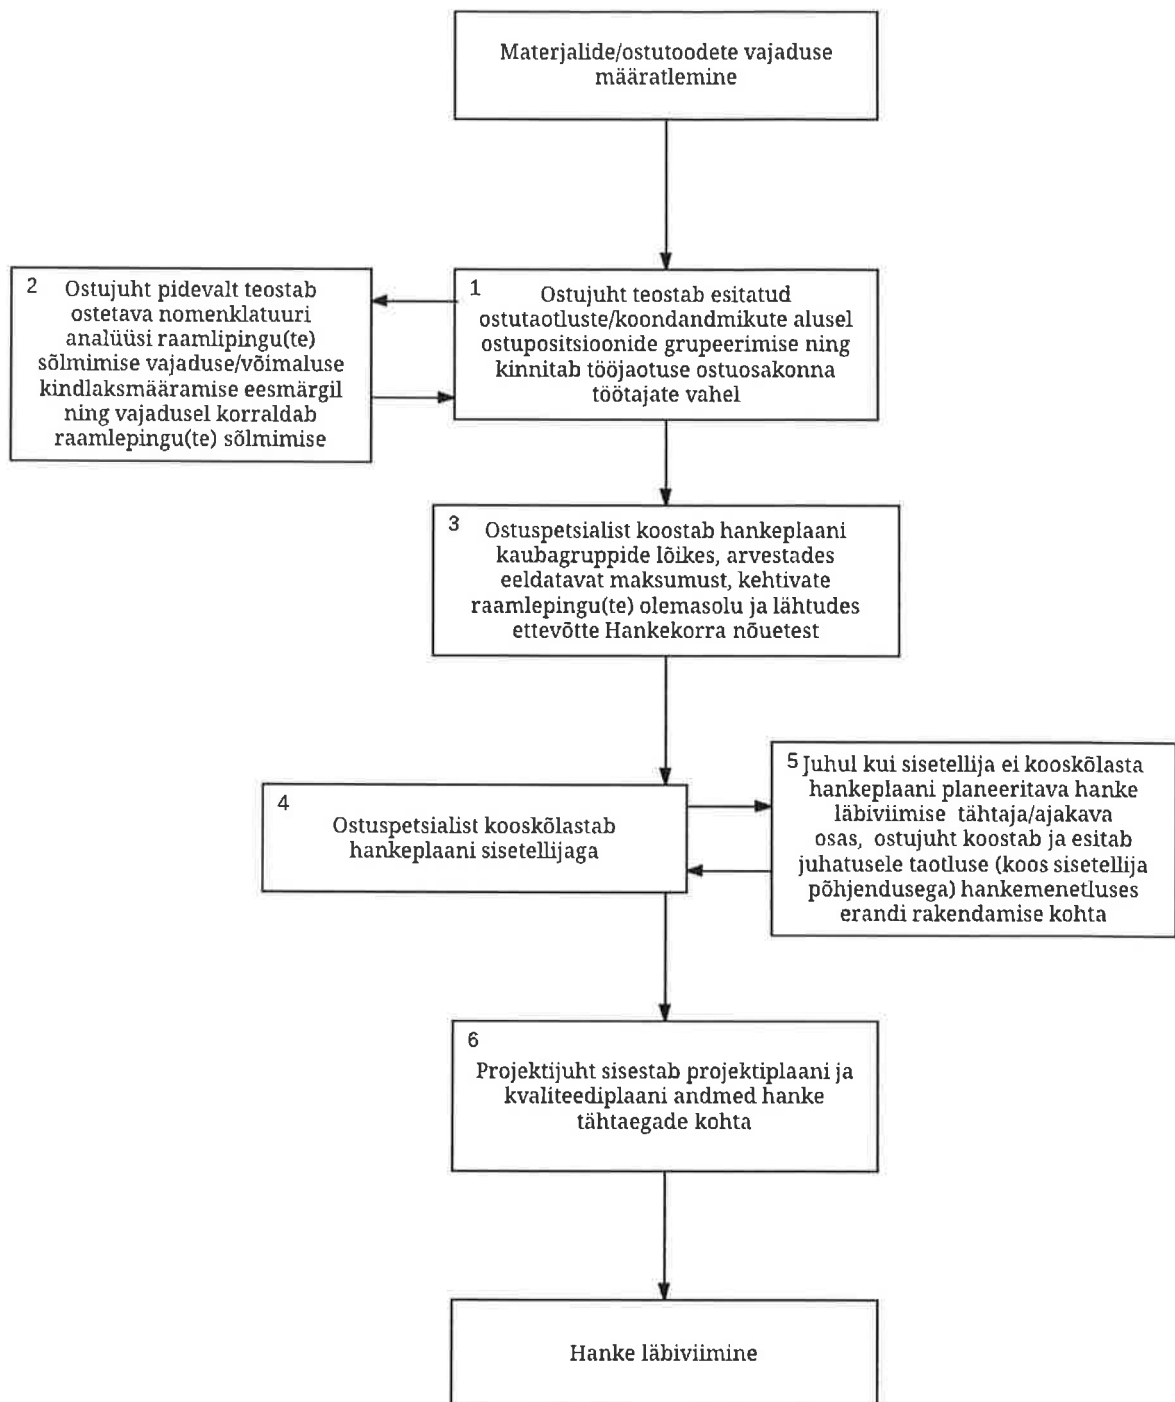 Materjalide/ostutoodete vajaduse
määratlemine
2
Ostujuht pidevalt teostab
ostetava nomenklatuuri
analüüsi raamlipingu(te)
sõlmimise vajaduse/võimaluse
kindlaksmääramise eesmärgil
ning vajadusel korraldab
raamlepingu(te) sõlmimise
1
Ostujuht teostab esitatud
ostutaotluste/koondandmikute alusel
ostupositsioonide grupeerimise ning
kinnitab tööjaotuse ostuosakonna
töötajate vahel
3
Ostuspetsialist koostab hankeplaani
kaubagruppide lõikes, arvestades
eeldatavat maksumust, kehtivate
raamlepingu(te) olemasolu ja lähtudes
ettevõtte Hankekorra nõuetest
4
Ostuspetsialist kooskõlastab
hankeplaani sisetellijaga
5 Juhul kui sisetellija ei kooskõlasta
hankeplaani planeeritava hanke
läbiviimise tähtaja/ajakava
osas, ostujuht koostab ja esitab
juhatusele taotluse (koos sisetellija
põhjendusega) hankemenetluses
erandi rakendamise kohta
6
Projektijuht sisestab projektiplaani ja
kvaliteediplaani andmed hanke
tähtaegade kohta
Hanke läbiviimine